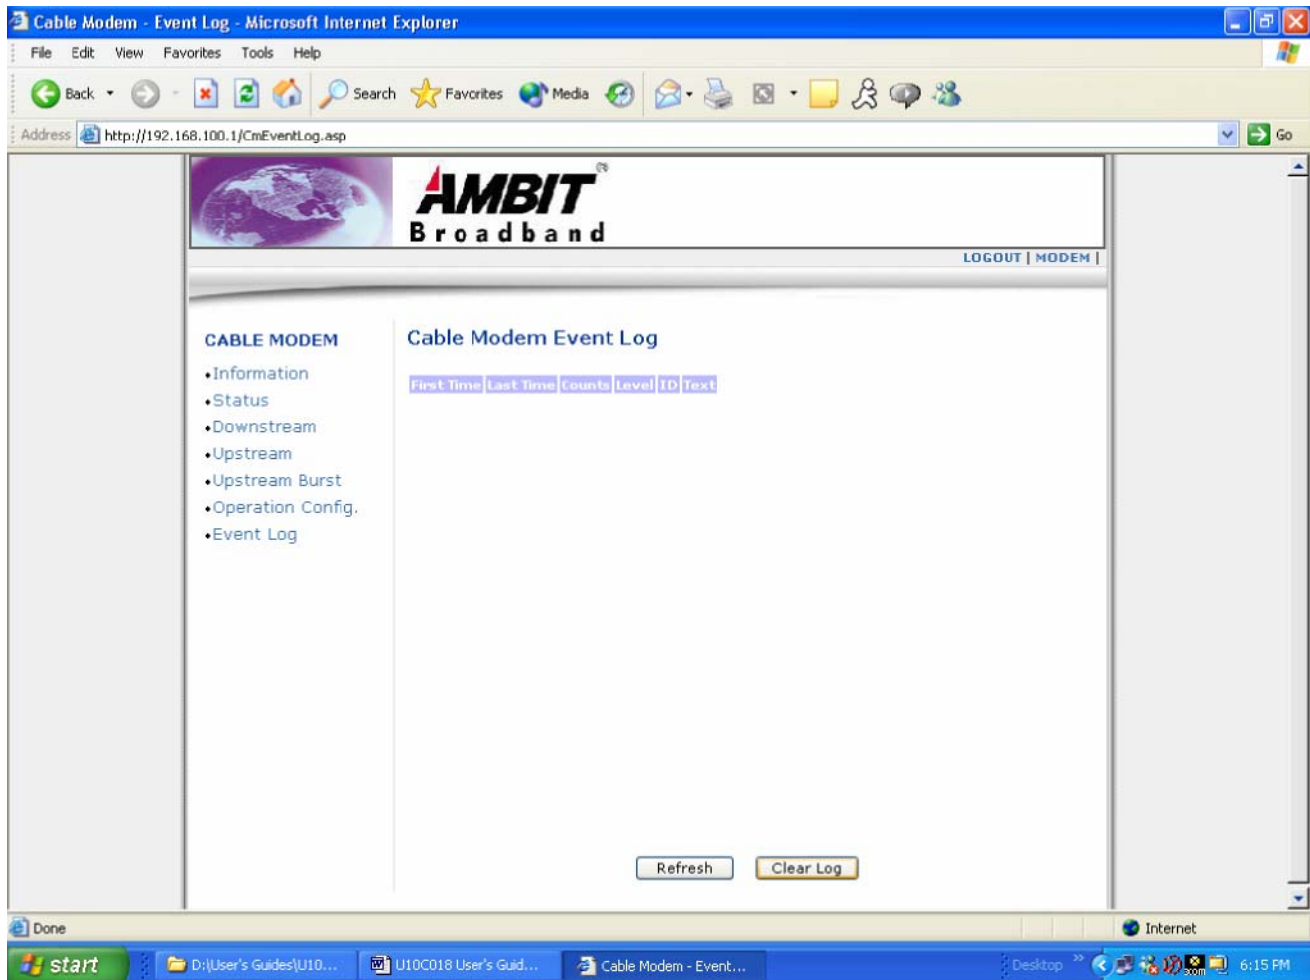 Cable Modem - Event Log - Microsoft Internet Explorer
File Edit View Favorites Tools Help
Back Search Favorites Media
Address http://192.168.100.1/CmEventLog.asp Go
AMBIT®
Broadband
LOGOUT | MODEM |
CABLE MODEM
Information
Status
Downstream
Upstream
Upstream Burst
Operation Config.
Event Log
Cable Modem Event Log
First Time Last Time Counts Level ID Text
Refresh Clear Log
Done Internet
start D:\User's Guides\U10... U10C018 User's Guid... Cable Modem - Event... Desktop » 6:15 PM